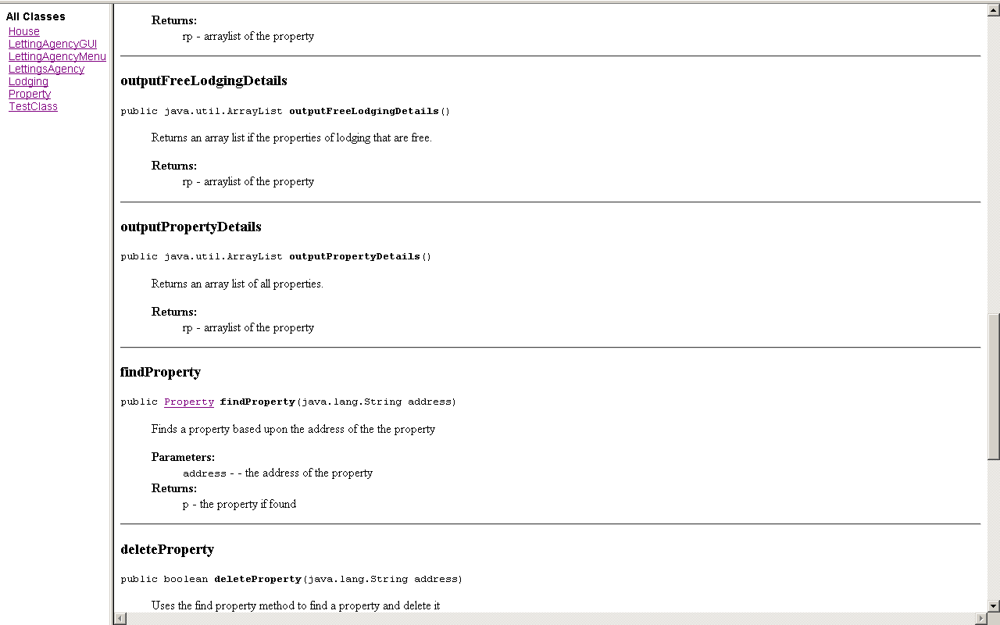 All Classes
House
LettingAgencyGUI
LettingAgencyMenu
LettingsAgency
Lodging
Property
TestClass
Returns:
rp - arraylist of the property
outputFreeLodgingDetails
public java.util.ArrayList outputFreeLodgingDetails()
Returns an array list if the properties of lodging that are free.
Returns:
rp - arraylist of the property
outputPropertyDetails
public java.util.ArrayList outputPropertyDetails()
Returns an array list of all properties.
Returns:
rp - arraylist of the property
findProperty
public Property findProperty(java.lang.String address)
Finds a property based upon the address of the the property
Parameters:
address - - the address of the property
Returns:
p - the property if found
deleteProperty
public boolean deleteProperty(java.lang.String address)
Uses the find property method to find a property and delete it